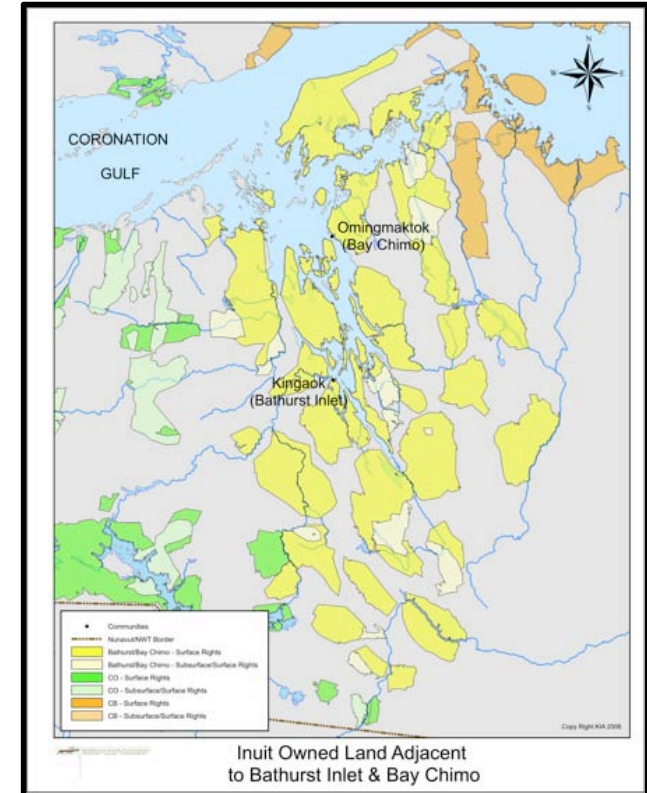 N
W
E
S
CORONATION
GULF
Omingmaktok
(Bay Chimo)
Kingaok
(Bathurst Inlet)
Communities
Nunavut/NWT Border
Bathurst/Bay Chimo - Surface Rights
Bathurst/Bay Chimo - Subsurface/Surface Rights
CO - Surface Rights
CO - Subsurface/Surface Rights
CB - Surface Rights
CB - Subsurface/Surface Rights
Copy Right KIA 2008
Inuit Owned Land Adjacent
to Bathurst Inlet & Bay Chimo